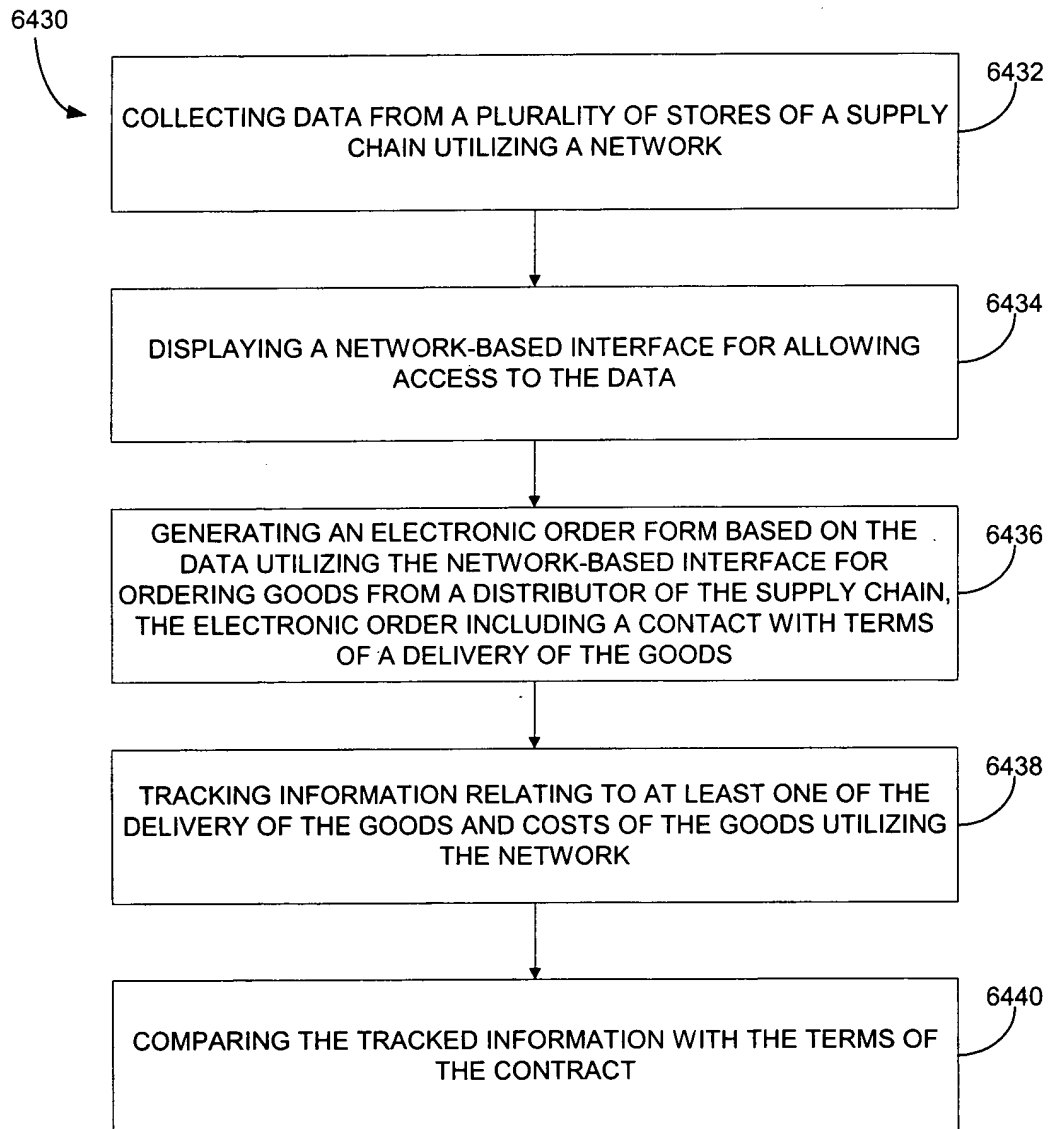 6430
6432
COLLECTING DATA FROM A PLURALITY OF STORES OF A SUPPLY
CHAIN UTILIZING A NETWORK
6434
DISPLAYING A NETWORK-BASED INTERFACE FOR ALLOWING
ACCESS TO THE DATA
6436
GENERATING AN ELECTRONIC ORDER FORM BASED ON THE
DATA UTILIZING THE NETWORK-BASED INTERFACE FOR
ORDERING GOODS FROM A DISTRIBUTOR OF THE SUPPLY CHAIN,
THE ELECTRONIC ORDER INCLUDING A CONTACT WITH TERMS
OF A DELIVERY OF THE GOODS
6438
TRACKING INFORMATION RELATING TO AT LEAST ONE OF THE
DELIVERY OF THE GOODS AND COSTS OF THE GOODS UTILIZING
THE NETWORK
6440
COMPARING THE TRACKED INFORMATION WITH THE TERMS OF
THE CONTRACT